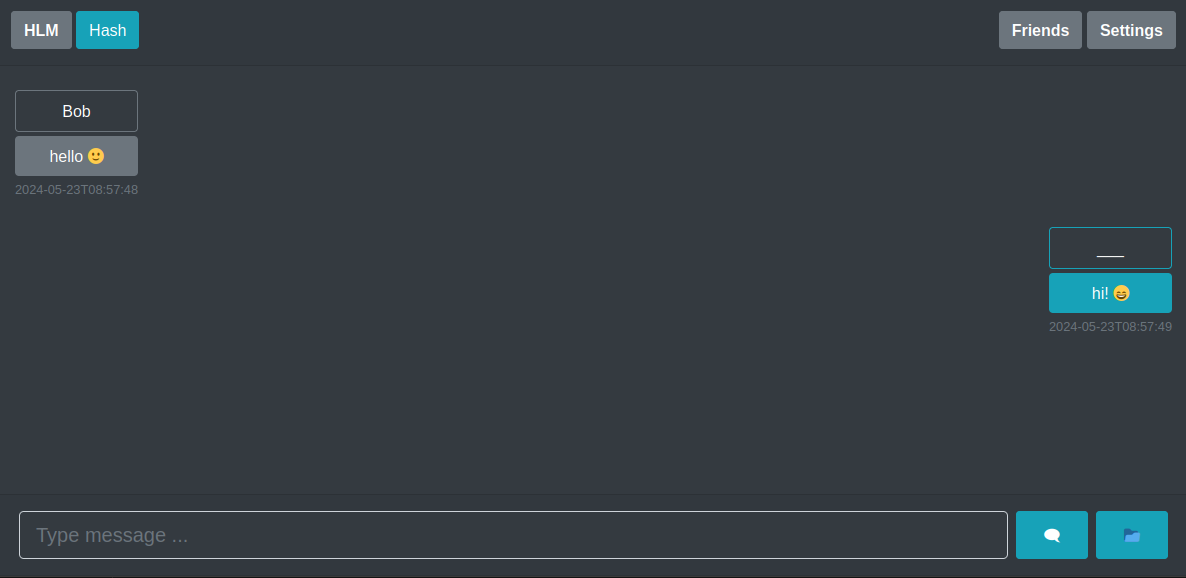 HLM Hash Friends Settings
Bob
hello 🙂
2024-05-23T08:57:48
___
hi! 😄
2024-05-23T08:57:49
Type message ...